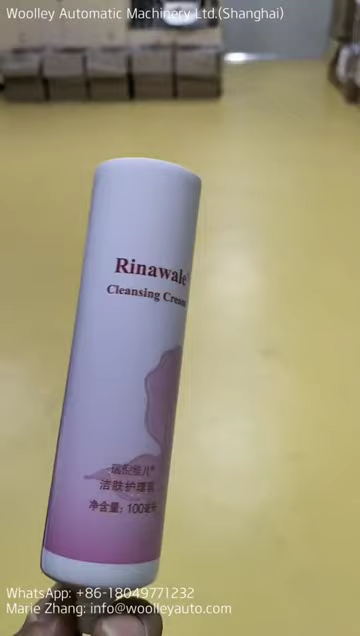 Woolley Automatic Machinery Ltd.(Shanghai)
Rinawale
Cleansing Cream
洁肤护理乳
净含量: 100毫升
WhatsApp: +86-18049771232
Marie Zhang: info@woolleyauto.com